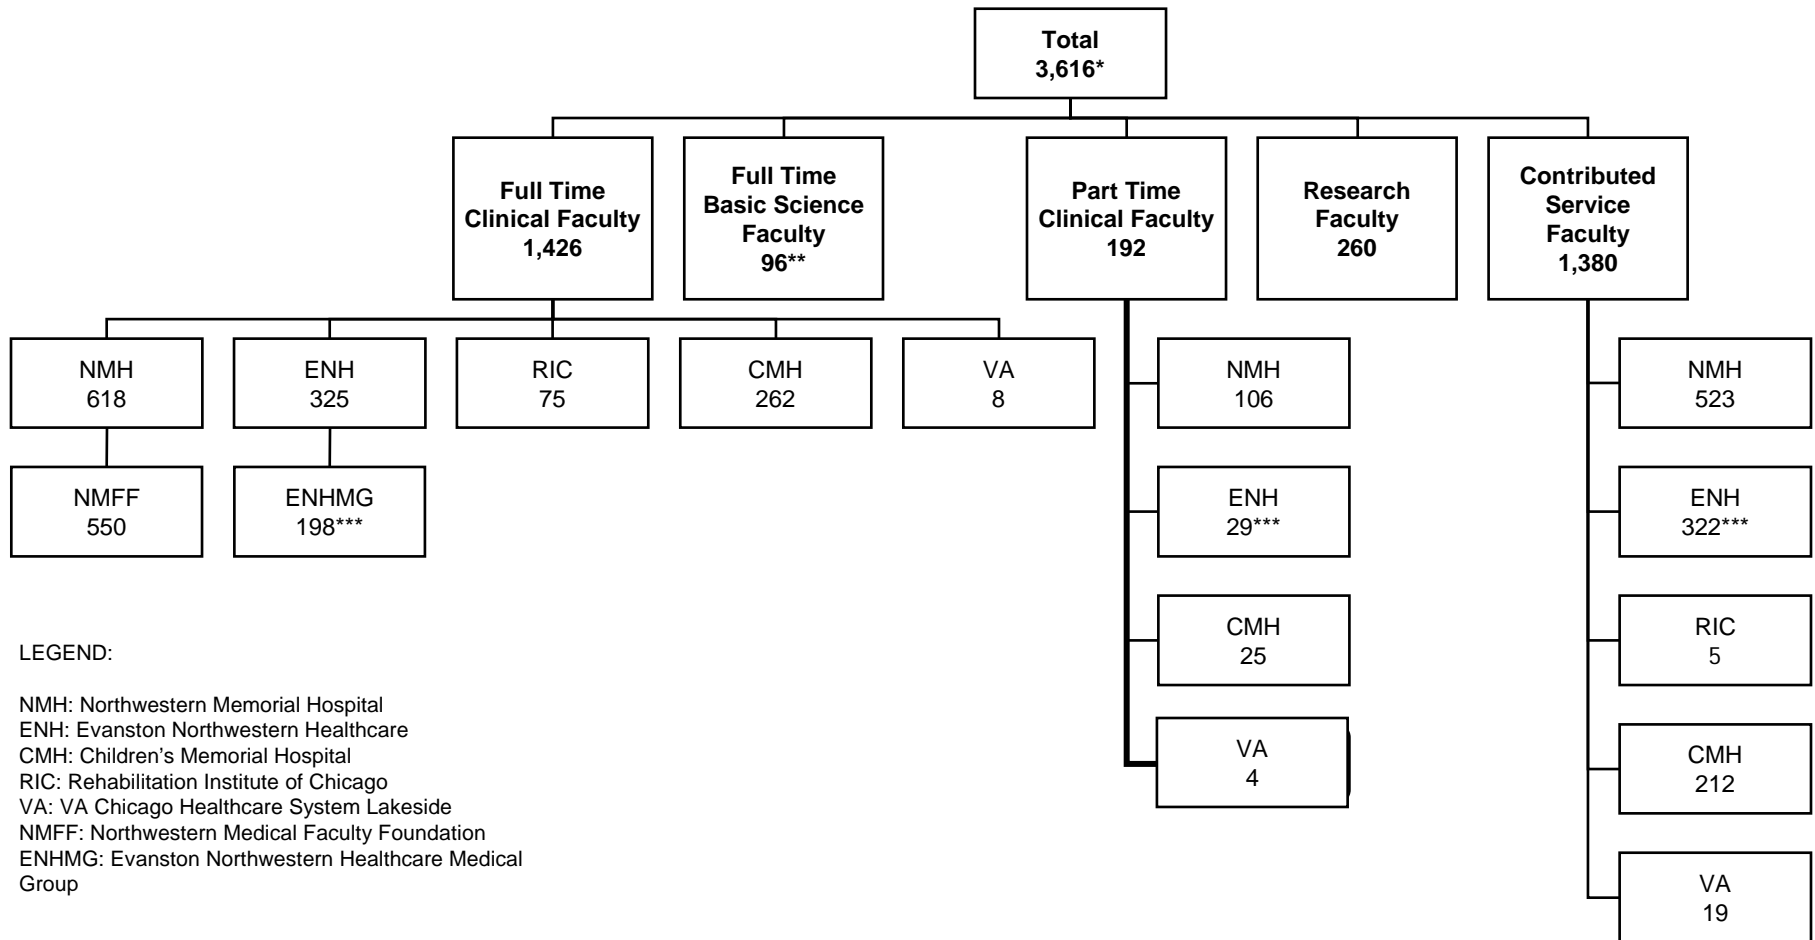 Total
3,616*
Full Time
Clinical Faculty
1,426
Full Time
Basic Science
Faculty
96**
Part Time
Clinical Faculty
192
Research
Faculty
260
Contributed
Service
Faculty
1,380
NMH
618
ENH
325
RIC
75
CMH
262
VA
8
NMFF
550
ENHMG
198***
NMH
106
ENH
29***
CMH
25
VA
4
NMH
523
ENH
322***
RIC
5
CMH
212
VA
19
LEGEND:
NMH: Northwestern Memorial Hospital
ENH: Evanston Northwestern Healthcare
CMH: Children’s Memorial Hospital
RIC: Rehabilitation Institute of Chicago
VA: VA Chicago Healthcare System Lakeside
NMFF: Northwestern Medical Faculty Foundation
ENHMG: Evanston Northwestern Healthcare Medical
Group